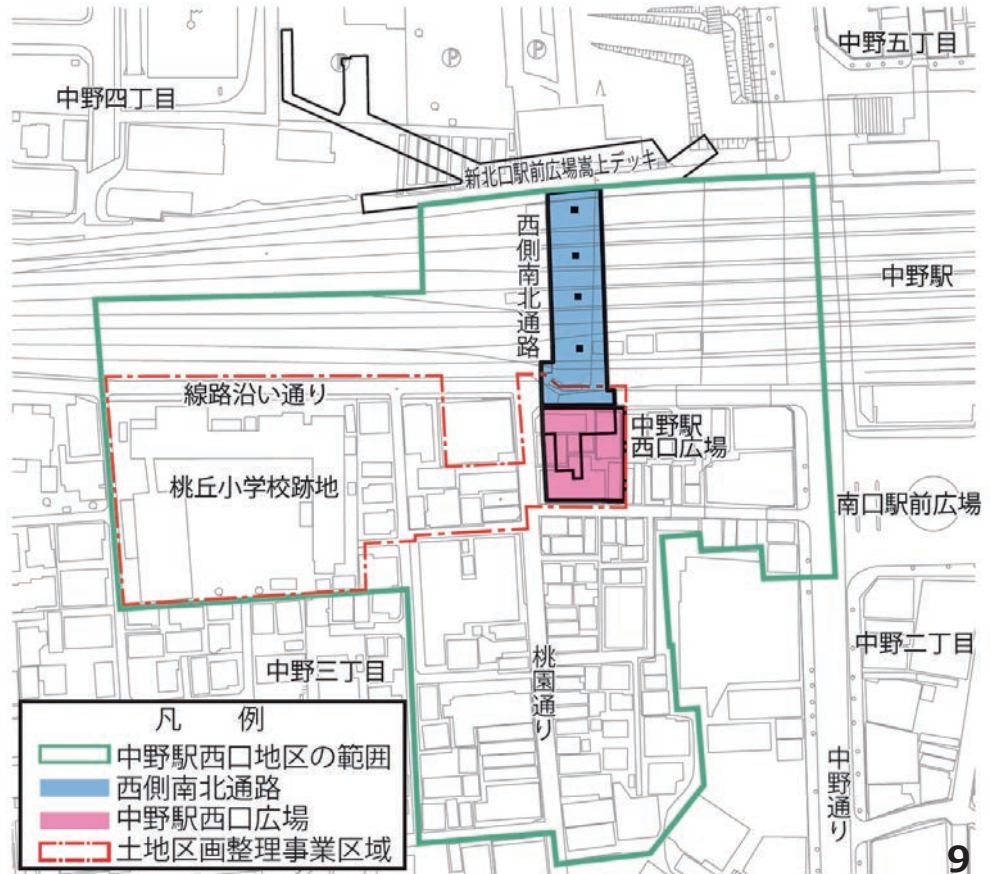 中野五丁目
中野四丁目
Ⓟ
Ⓟ
新北口駅前広場嵩上デッキ
西側南北通路
中野駅
線路沿い通り
中野駅
西口広場
桃丘小学校跡地
南口駅前広場
中野三丁目
桃園通り
中野二丁目
中野通り
凡 例
中野駅西口地区の範囲
西側南北通路
中野駅西口広場
土地区画整理事業区域
9